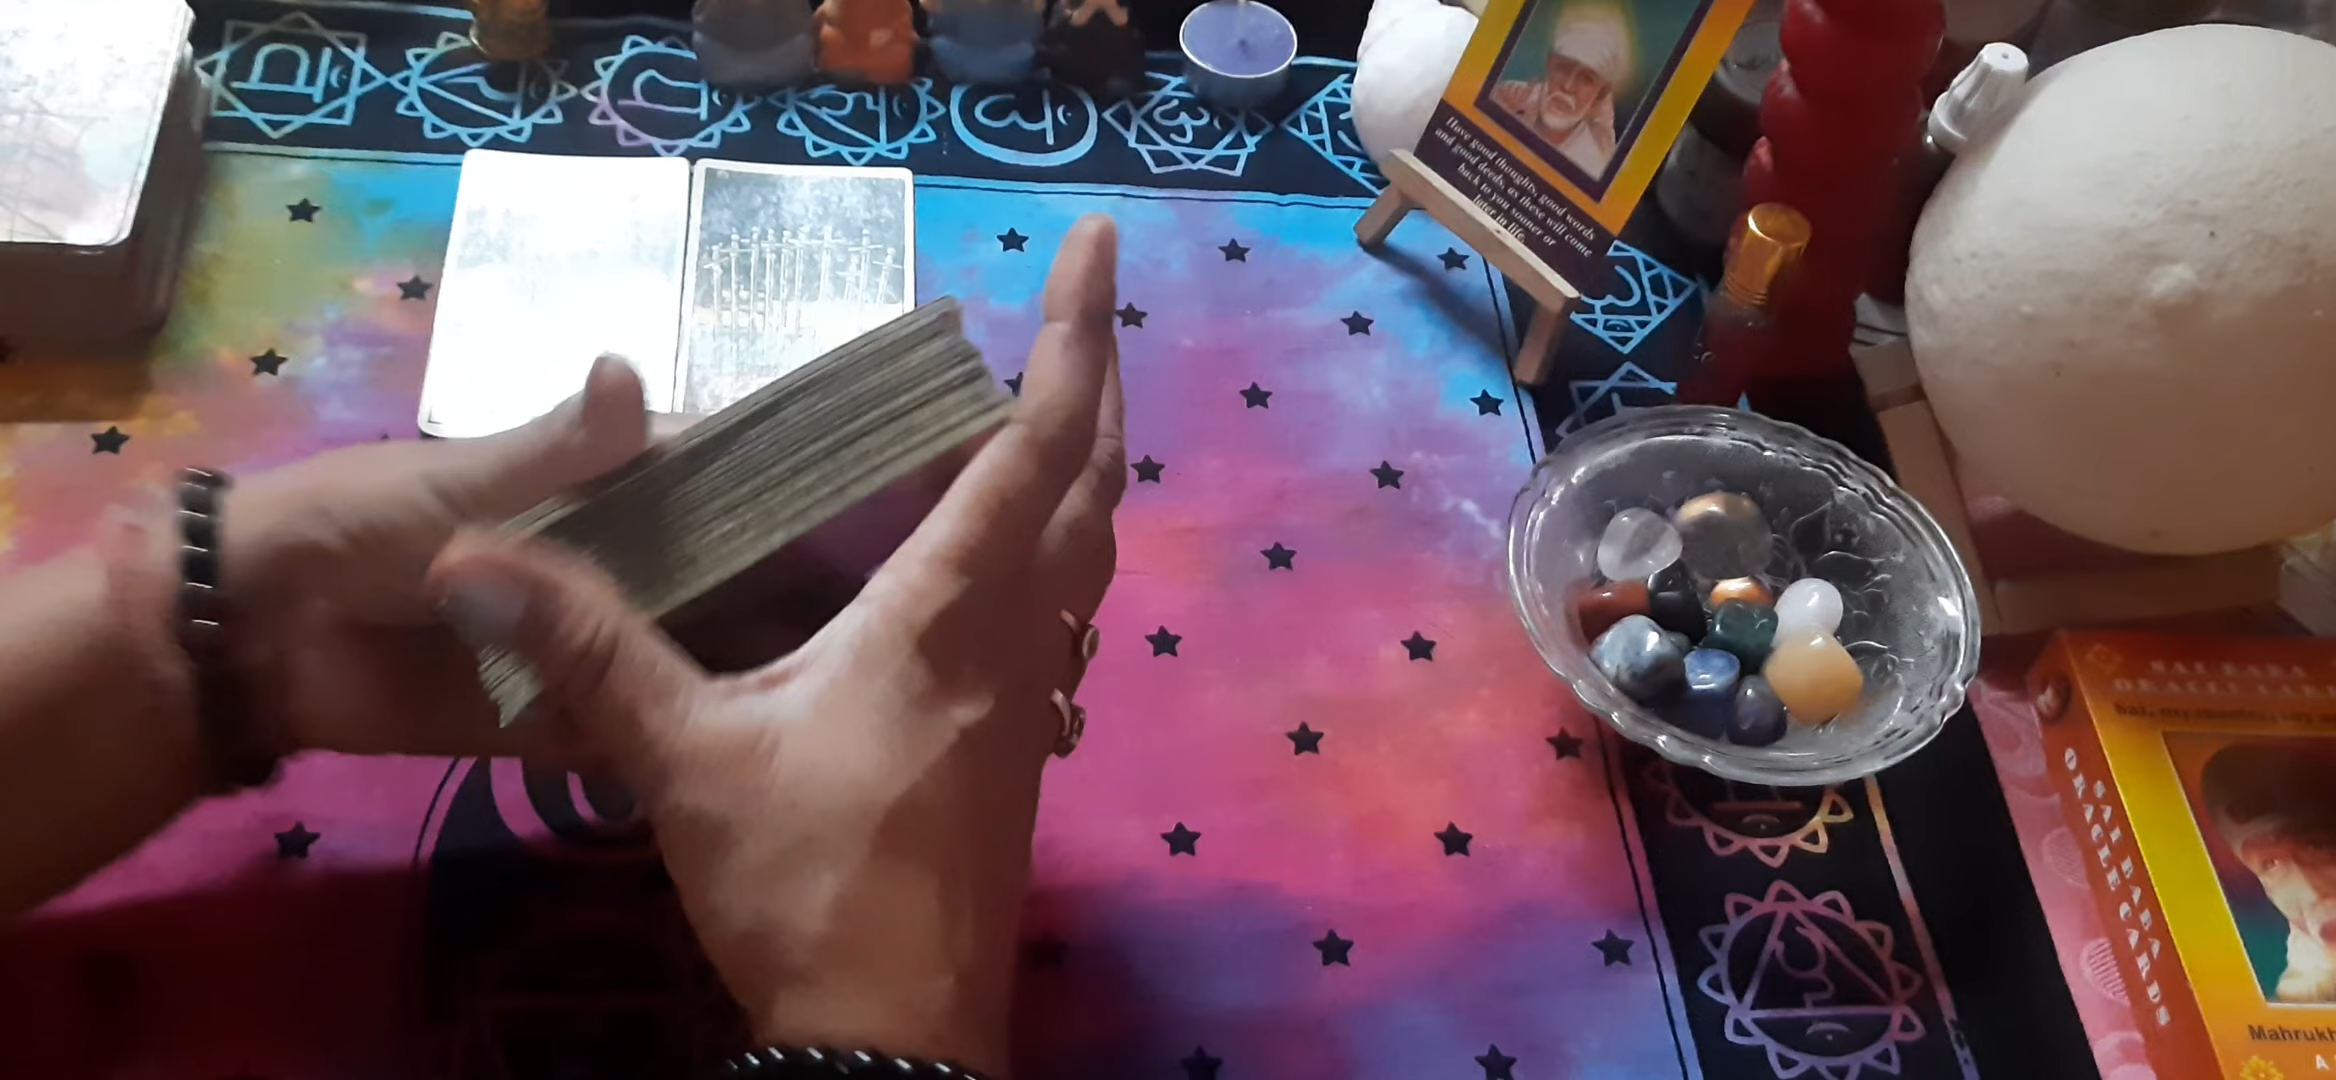 Have good thoughts, good words
and good deeds, as these will come
back to you sooner or
later in life.
SAI BABA
ORACLE CARDS
SAI BABA
ORACLE CARDS
Mahrukh
A